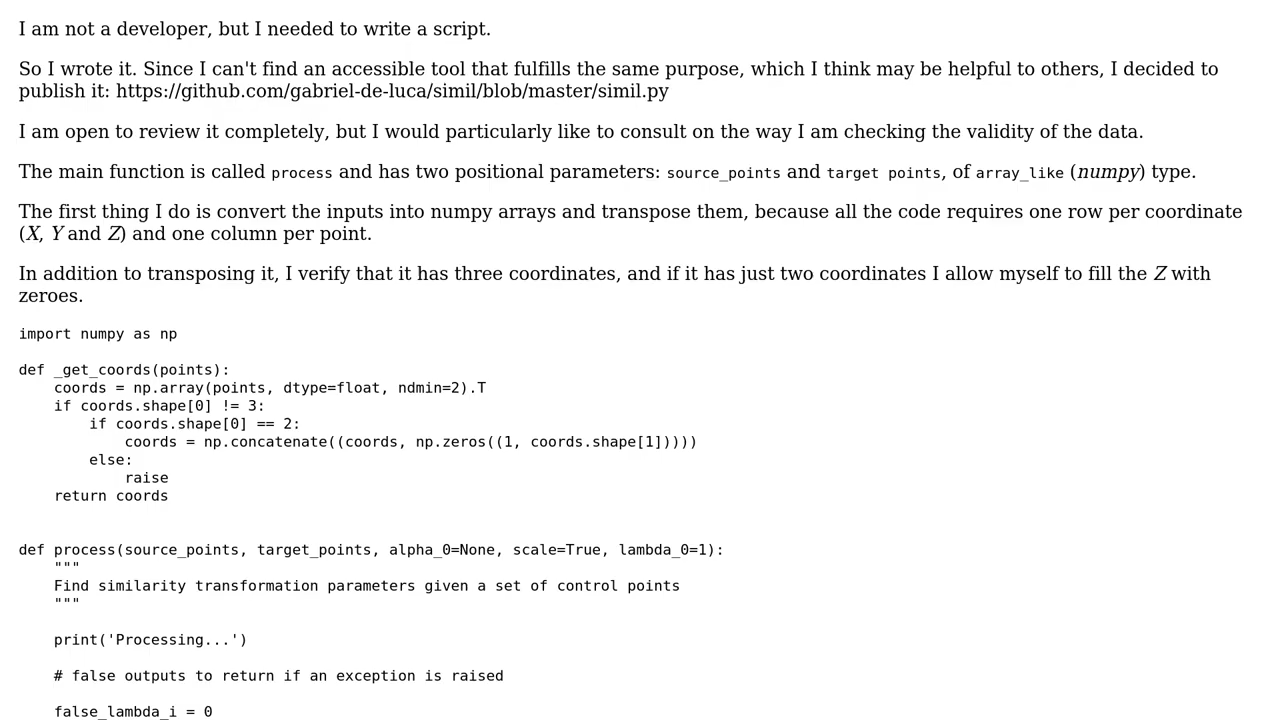 I am not a developer, but I needed to write a script.
So I wrote it. Since I can't find an accessible tool that fulfills the same purpose, which I think may be helpful to others, I decided to
publish it: https://github.com/gabriel-de-luca/simil/blob/master/simil.py
I am open to review it completely, but I would particularly like to consult on the way I am checking the validity of the data.
The main function is called process and has two positional parameters: source_points and target points, of array_like (numpy) type.
The first thing I do is convert the inputs into numpy arrays and transpose them, because all the code requires one row per coordinate
(X, Y and Z) and one column per point.
In addition to transposing it, I verify that it has three coordinates, and if it has just two coordinates I allow myself to fill the Z with
zeroes.
import numpy as np
def _get_coords(points):
    coords = np.array(points, dtype=float, ndmin=2).T
    if coords.shape[0] != 3:
        if coords.shape[0] == 2:
            coords = np.concatenate((coords, np.zeros((1, coords.shape[1]))))
        else:
            raise
    return coords
def process(source_points, target_points, alpha_0=None, scale=True, lambda_0=1):
    """
    Find similarity transformation parameters given a set of control points
    """
    print('Processing...')
    # false outputs to return if an exception is raised
    false_lambda_i = 0